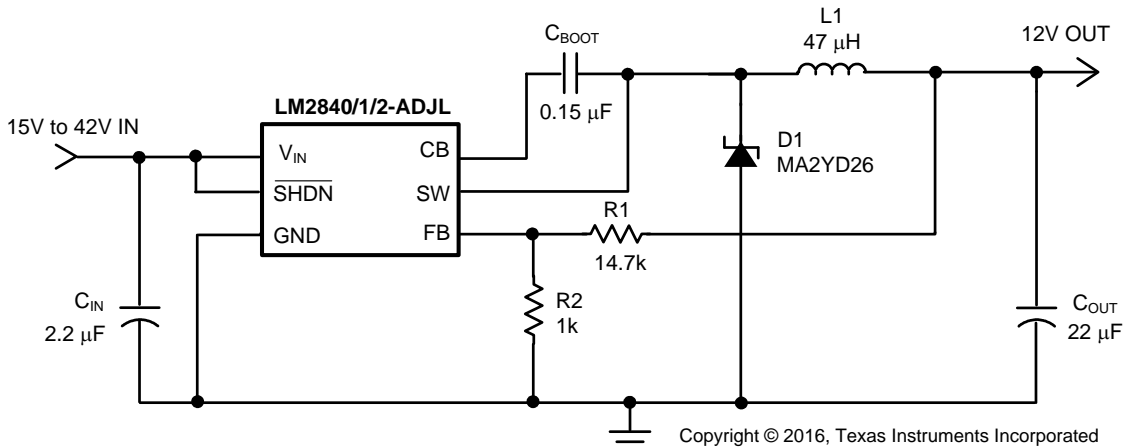 L1
47 μH
12V OUT
CBOOT
0.15 μF
LM2840/1/2-ADJL
15V to 42V IN
VIN
CB
SHDN
SW
GND
FB
D1
MA2YD26
R1
14.7k
R2
1k
CIN
2.2 μF
COUT
22 μF
Copyright © 2016, Texas Instruments Incorporated